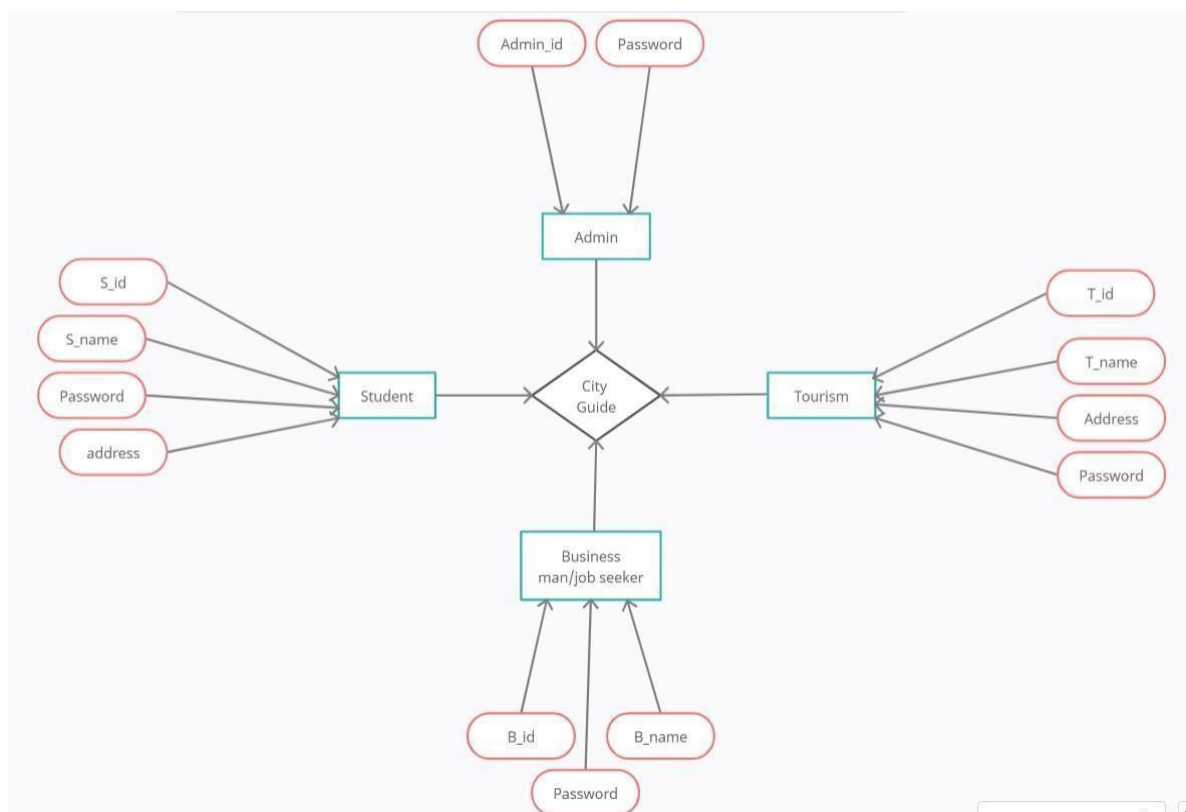 Admin_id
Password
Admin
S_id
S_name
Password
address
Student
City
Guide
Tourism
T_id
T_name
Address
Password
Business
man/job seeker
B_id
B_name
Password